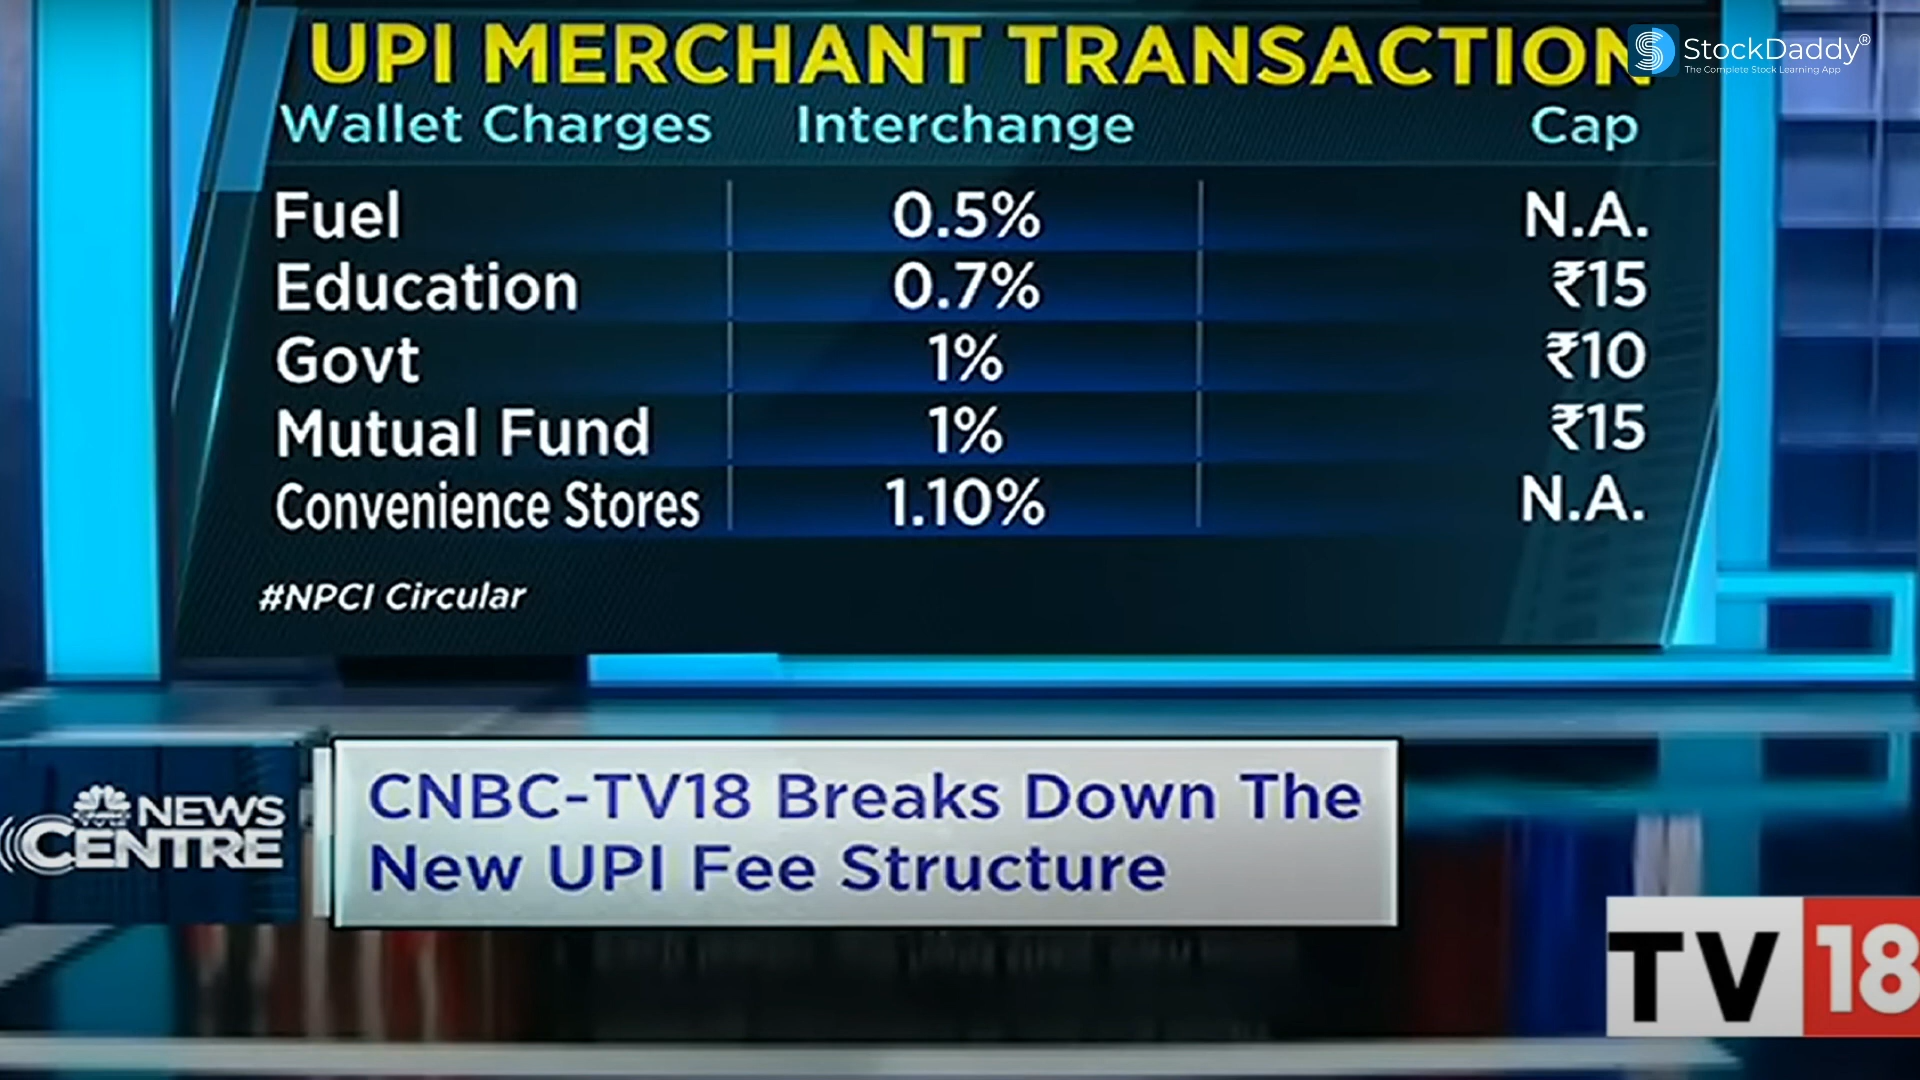 UPI MERCHANT TRANSACTION
StockDaddy®
The Complete Stock Learning App
Wallet Charges Interchange Cap
Fuel 0.5% N.A.
Education 0.7% ₹15
Govt 1% ₹10
Mutual Fund 1% ₹15
Convenience Stores 1.10% N.A.
#NPCI Circular
NEWS
CENTRE
CNBC-TV18 Breaks Down The
New UPI Fee Structure
TV18